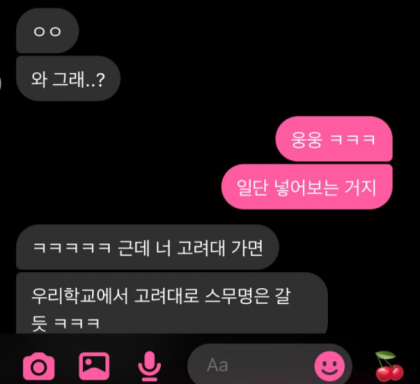 ㅇㅇ
와 그래..?
웅웅 ㅋㅋㅋ
일단 넣어보는 거지
ㅋㅋㅋㅋㅋ 근데 너 고려대 가면
우리학교에서 고려대로 스무명은 갈
듯 ㅋㅋㅋ
Aa